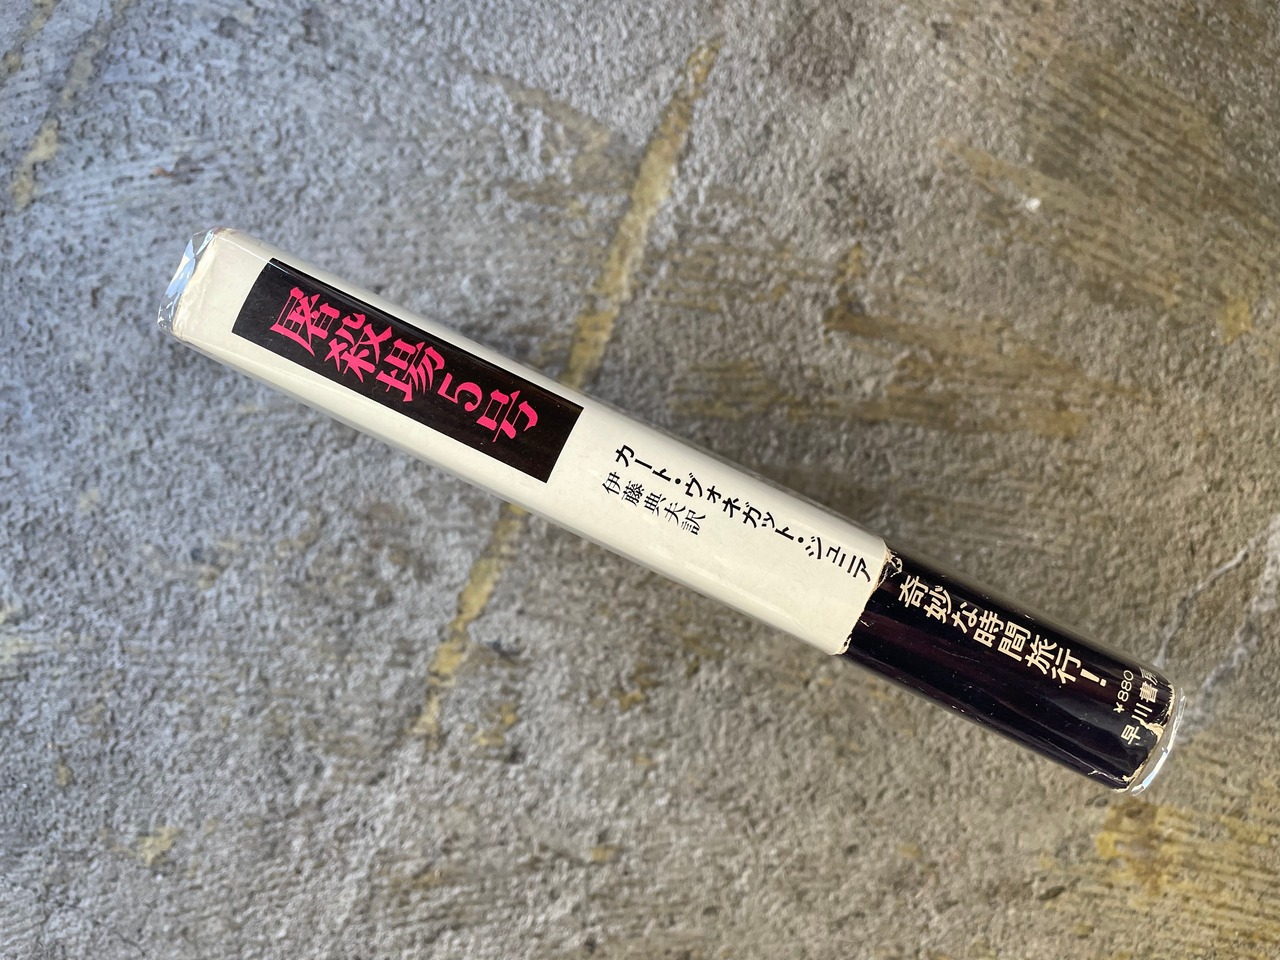 屠殺場5号
カート・ヴォネガット・ジュニア
伊藤典夫訳
奇妙な時間旅行!
¥880
早川書房